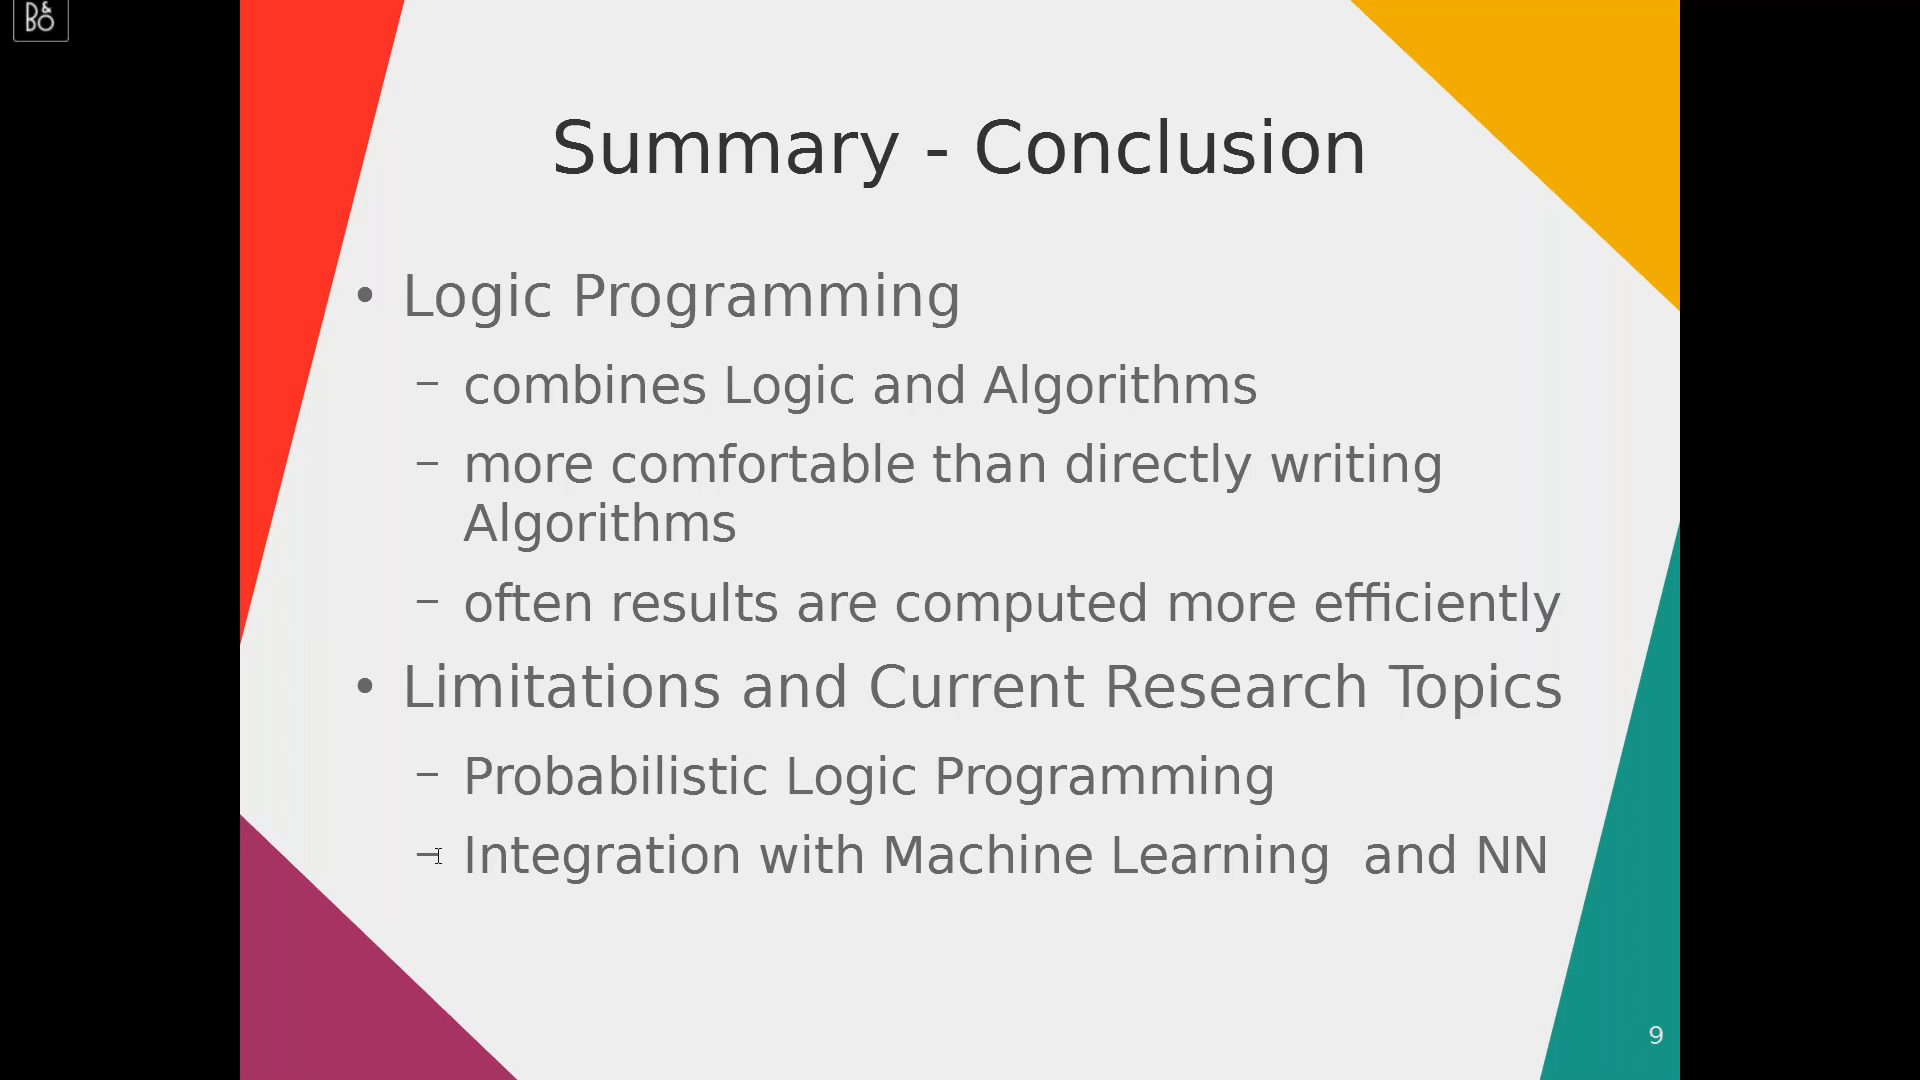 B&O
Summary - Conclusion
• Logic Programming
– combines Logic and Algorithms
– more comfortable than directly writing
Algorithms
– often results are computed more efficiently
• Limitations and Current Research Topics
– Probabilistic Logic Programming
– Integration with Machine Learning  and NN
9